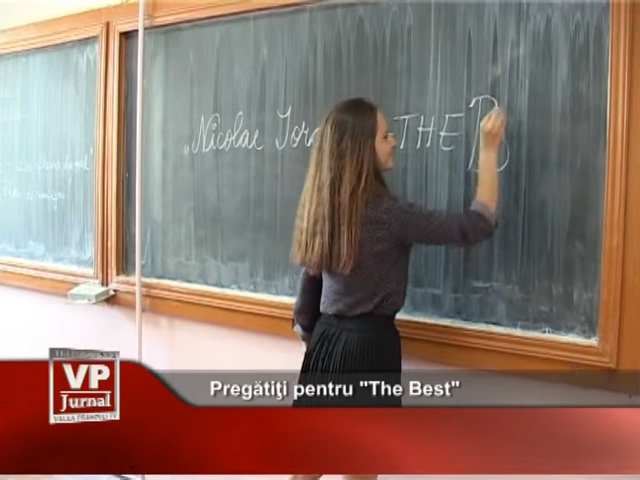 „Nicolae Ior
THE B
Pregătiţi pentru "The Best"
VP
Jurnal
VALEA PRAHOVEI TV